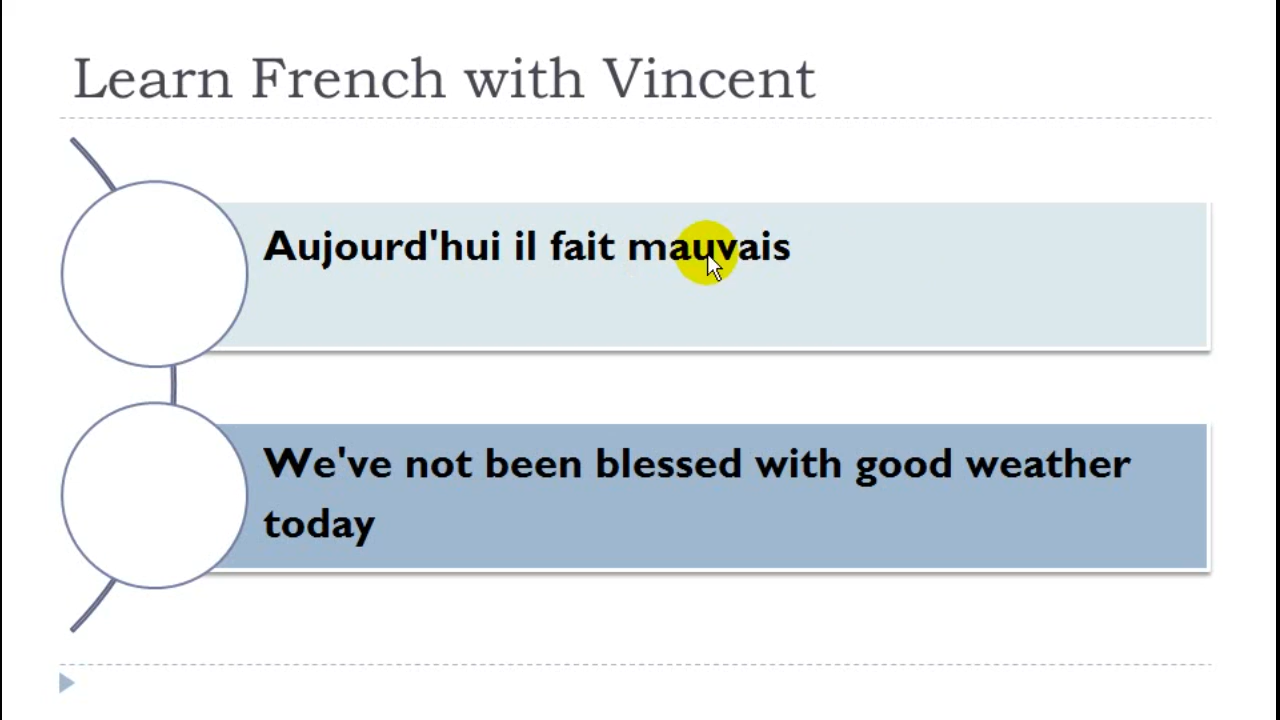 Learn French with Vincent
Aujourd'hui il fait mauvais
We've not been blessed with good weather
today